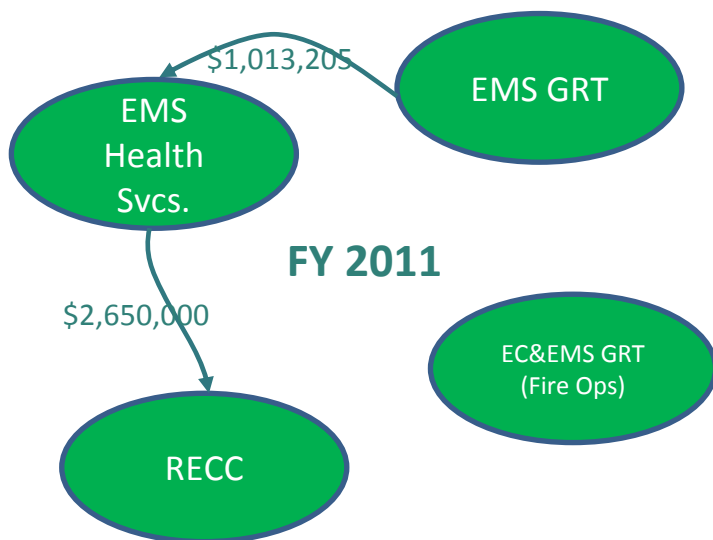 $1,013,205
EMS GRT
EMS
Health
Svcs.
FY 2011
$2,650,000
EC&EMS GRT
(Fire Ops)
RECC